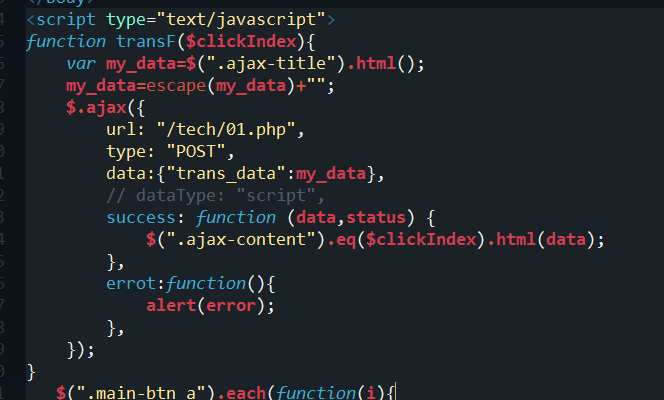 </body>
<script type="text/javascript">
function transF($clickIndex){
    var my_data=$(".ajax-title").html();
    my_data=escape(my_data)+"";
    $.ajax({
        url: "/tech/01.php",
        type: "POST",
        data:{"trans_data":my_data},
        // dataType: "script",
        success: function (data,status) {
            $(".ajax-content").eq($clickIndex).html(data);
        },
        errot:function(){
            alert(error);
        },
    });
}
   $(".main-btn a").each(function(i){